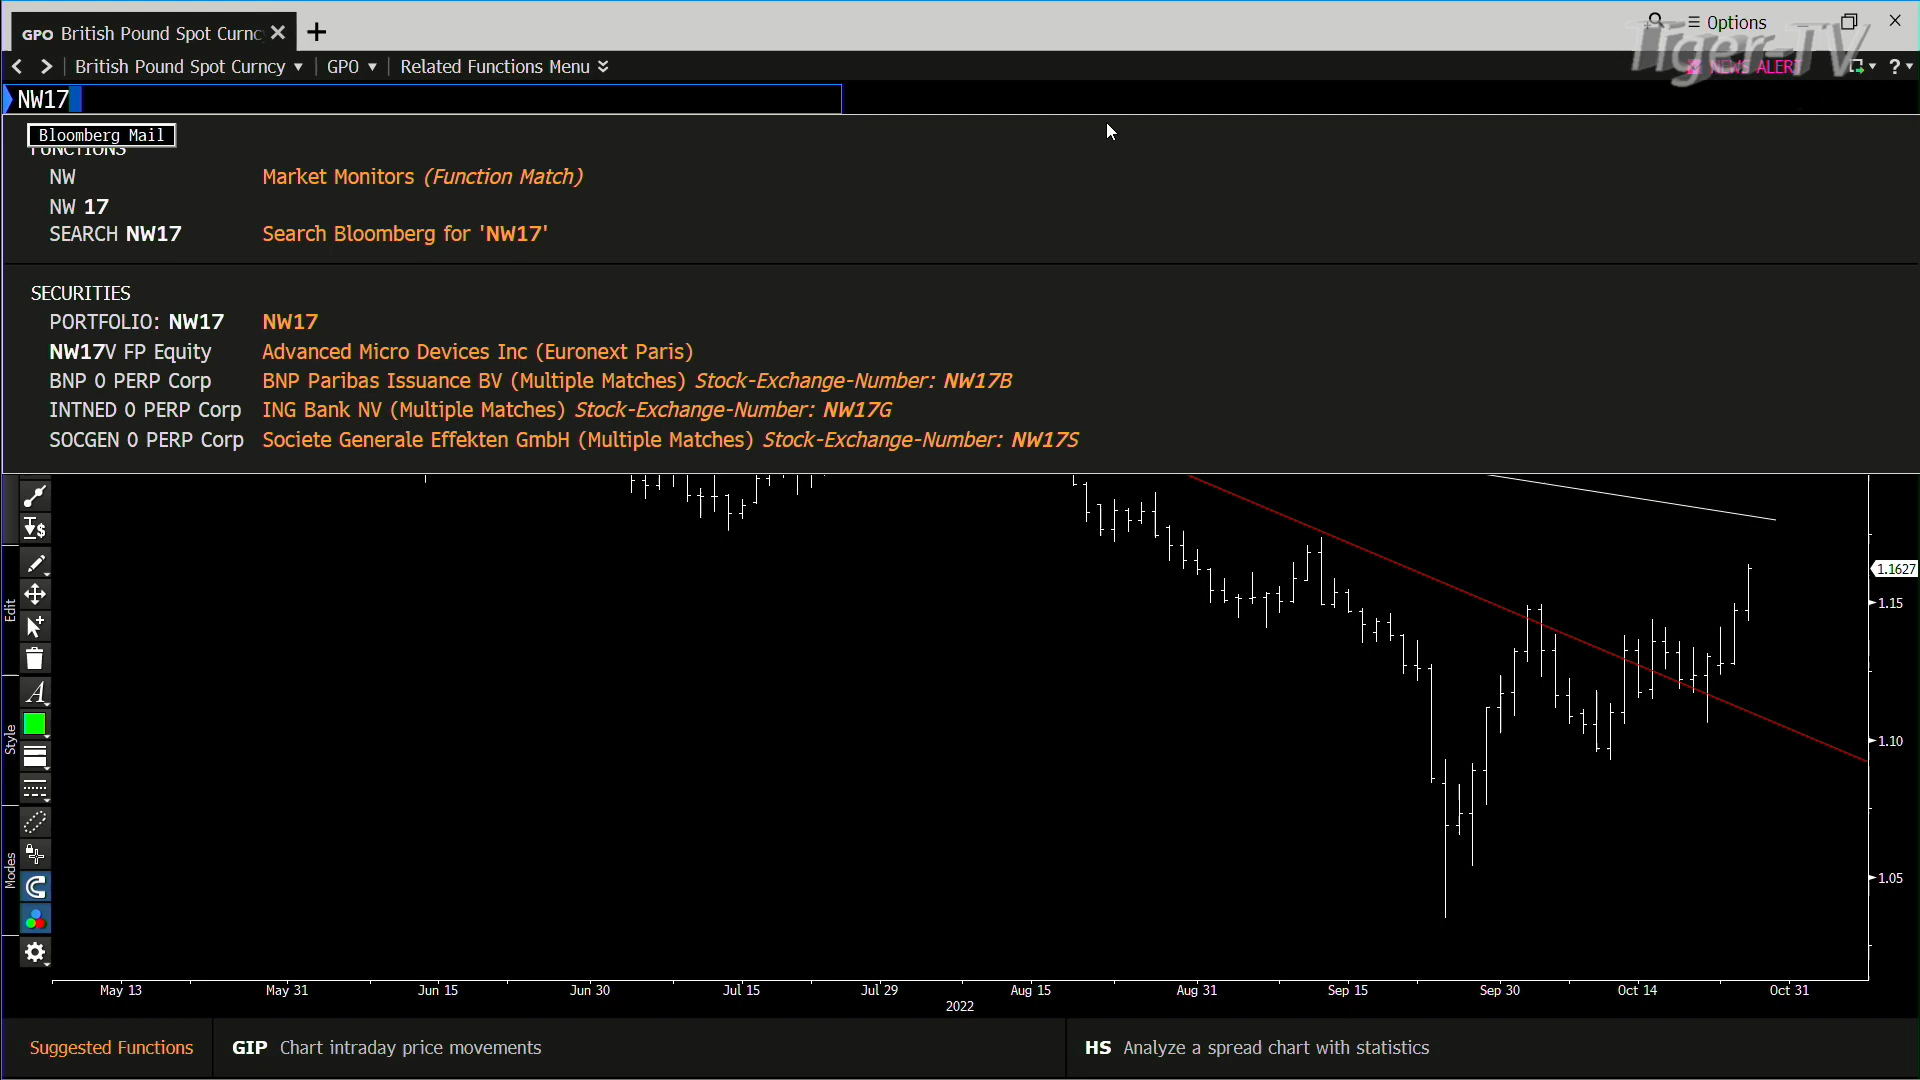 GPO British Pound Spot Curnc
Options
Tiger-TV
British Pound Spot Curncy
GPO
Related Functions Menu
NEWS ALERT
?
NW17
Bloomberg Mail
FUNCTIONS
NW Market Monitors (Function Match)
NW 17
SEARCH NW17 Search Bloomberg for 'NW17'
SECURITIES
PORTFOLIO: NW17 NW17
NW17V FP Equity Advanced Micro Devices Inc (Euronext Paris)
BNP 0 PERP Corp BNP Paribas Issuance BV (Multiple Matches) Stock-Exchange-Number: NW17B
INTNED 0 PERP Corp ING Bank NV (Multiple Matches) Stock-Exchange-Number: NW17G
SOCGEN 0 PERP Corp Societe Generale Effekten GmbH (Multiple Matches) Stock-Exchange-Number: NW17S
1.1627
1.15
1.10
1.05
Edit
Style
Modes
$
A
May 13 May 31 Jun 15 Jun 30 Jul 15 Jul 29 Aug 15 Aug 31 Sep 15 Sep 30 Oct 14 Oct 31
2022
Suggested Functions GIP Chart intraday price movements HS Analyze a spread chart with statistics